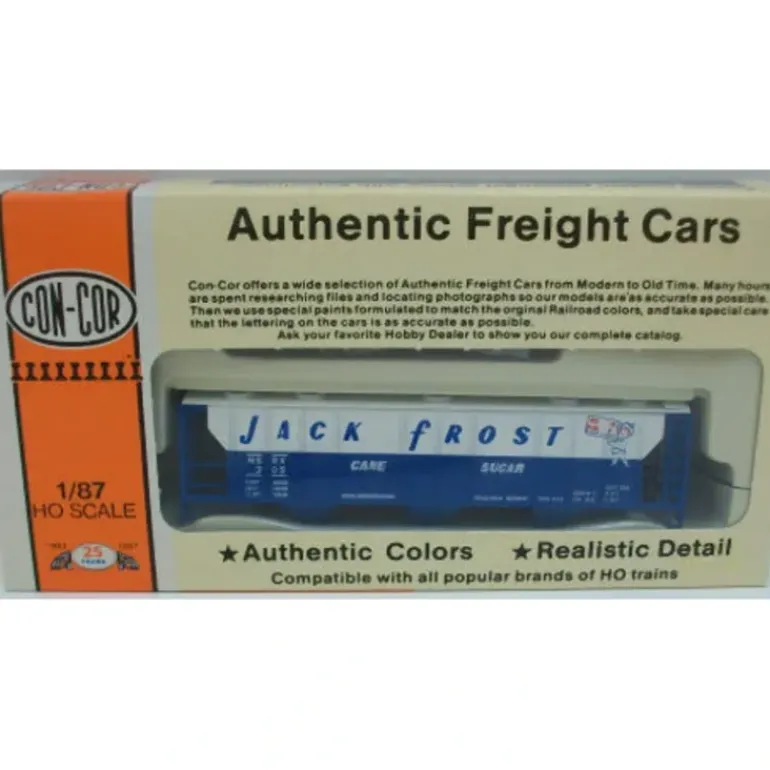 Authentic Freight Cars
Con-Cor offers a wide selection of Authentic Freight Cars from Modern to Old Time. Many hours
are spent researching files and locating photographs so our models are as accurate as possible.
Then we use special paints formulated to match the orginal Railroad colors, and take special care
that the lettering on the cars is as accurate as possible.
Ask your favorite Hobby Dealer to show you our complete catalog.
CON-COR
JACK fROST
CANE SUGAR
1/87
HO SCALE
25
YEARS
★ Authentic Colors ★ Realistic Detail
Compatible with all popular brands of HO trains